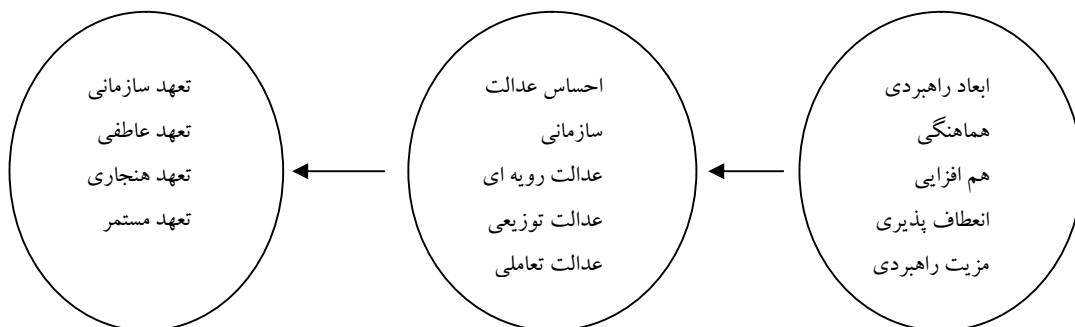 ابعاد راهبردی
هماهنگی
هم افزایی
انعطاف پذیری
مزیت راهبردی
احساس عدالت
سازمانی
عدالت رویه ای
عدالت توزیعی
عدالت تعاملی
تعهد سازمانی
تعهد عاطفی
تعهد هنجاری
تعهد مستمر